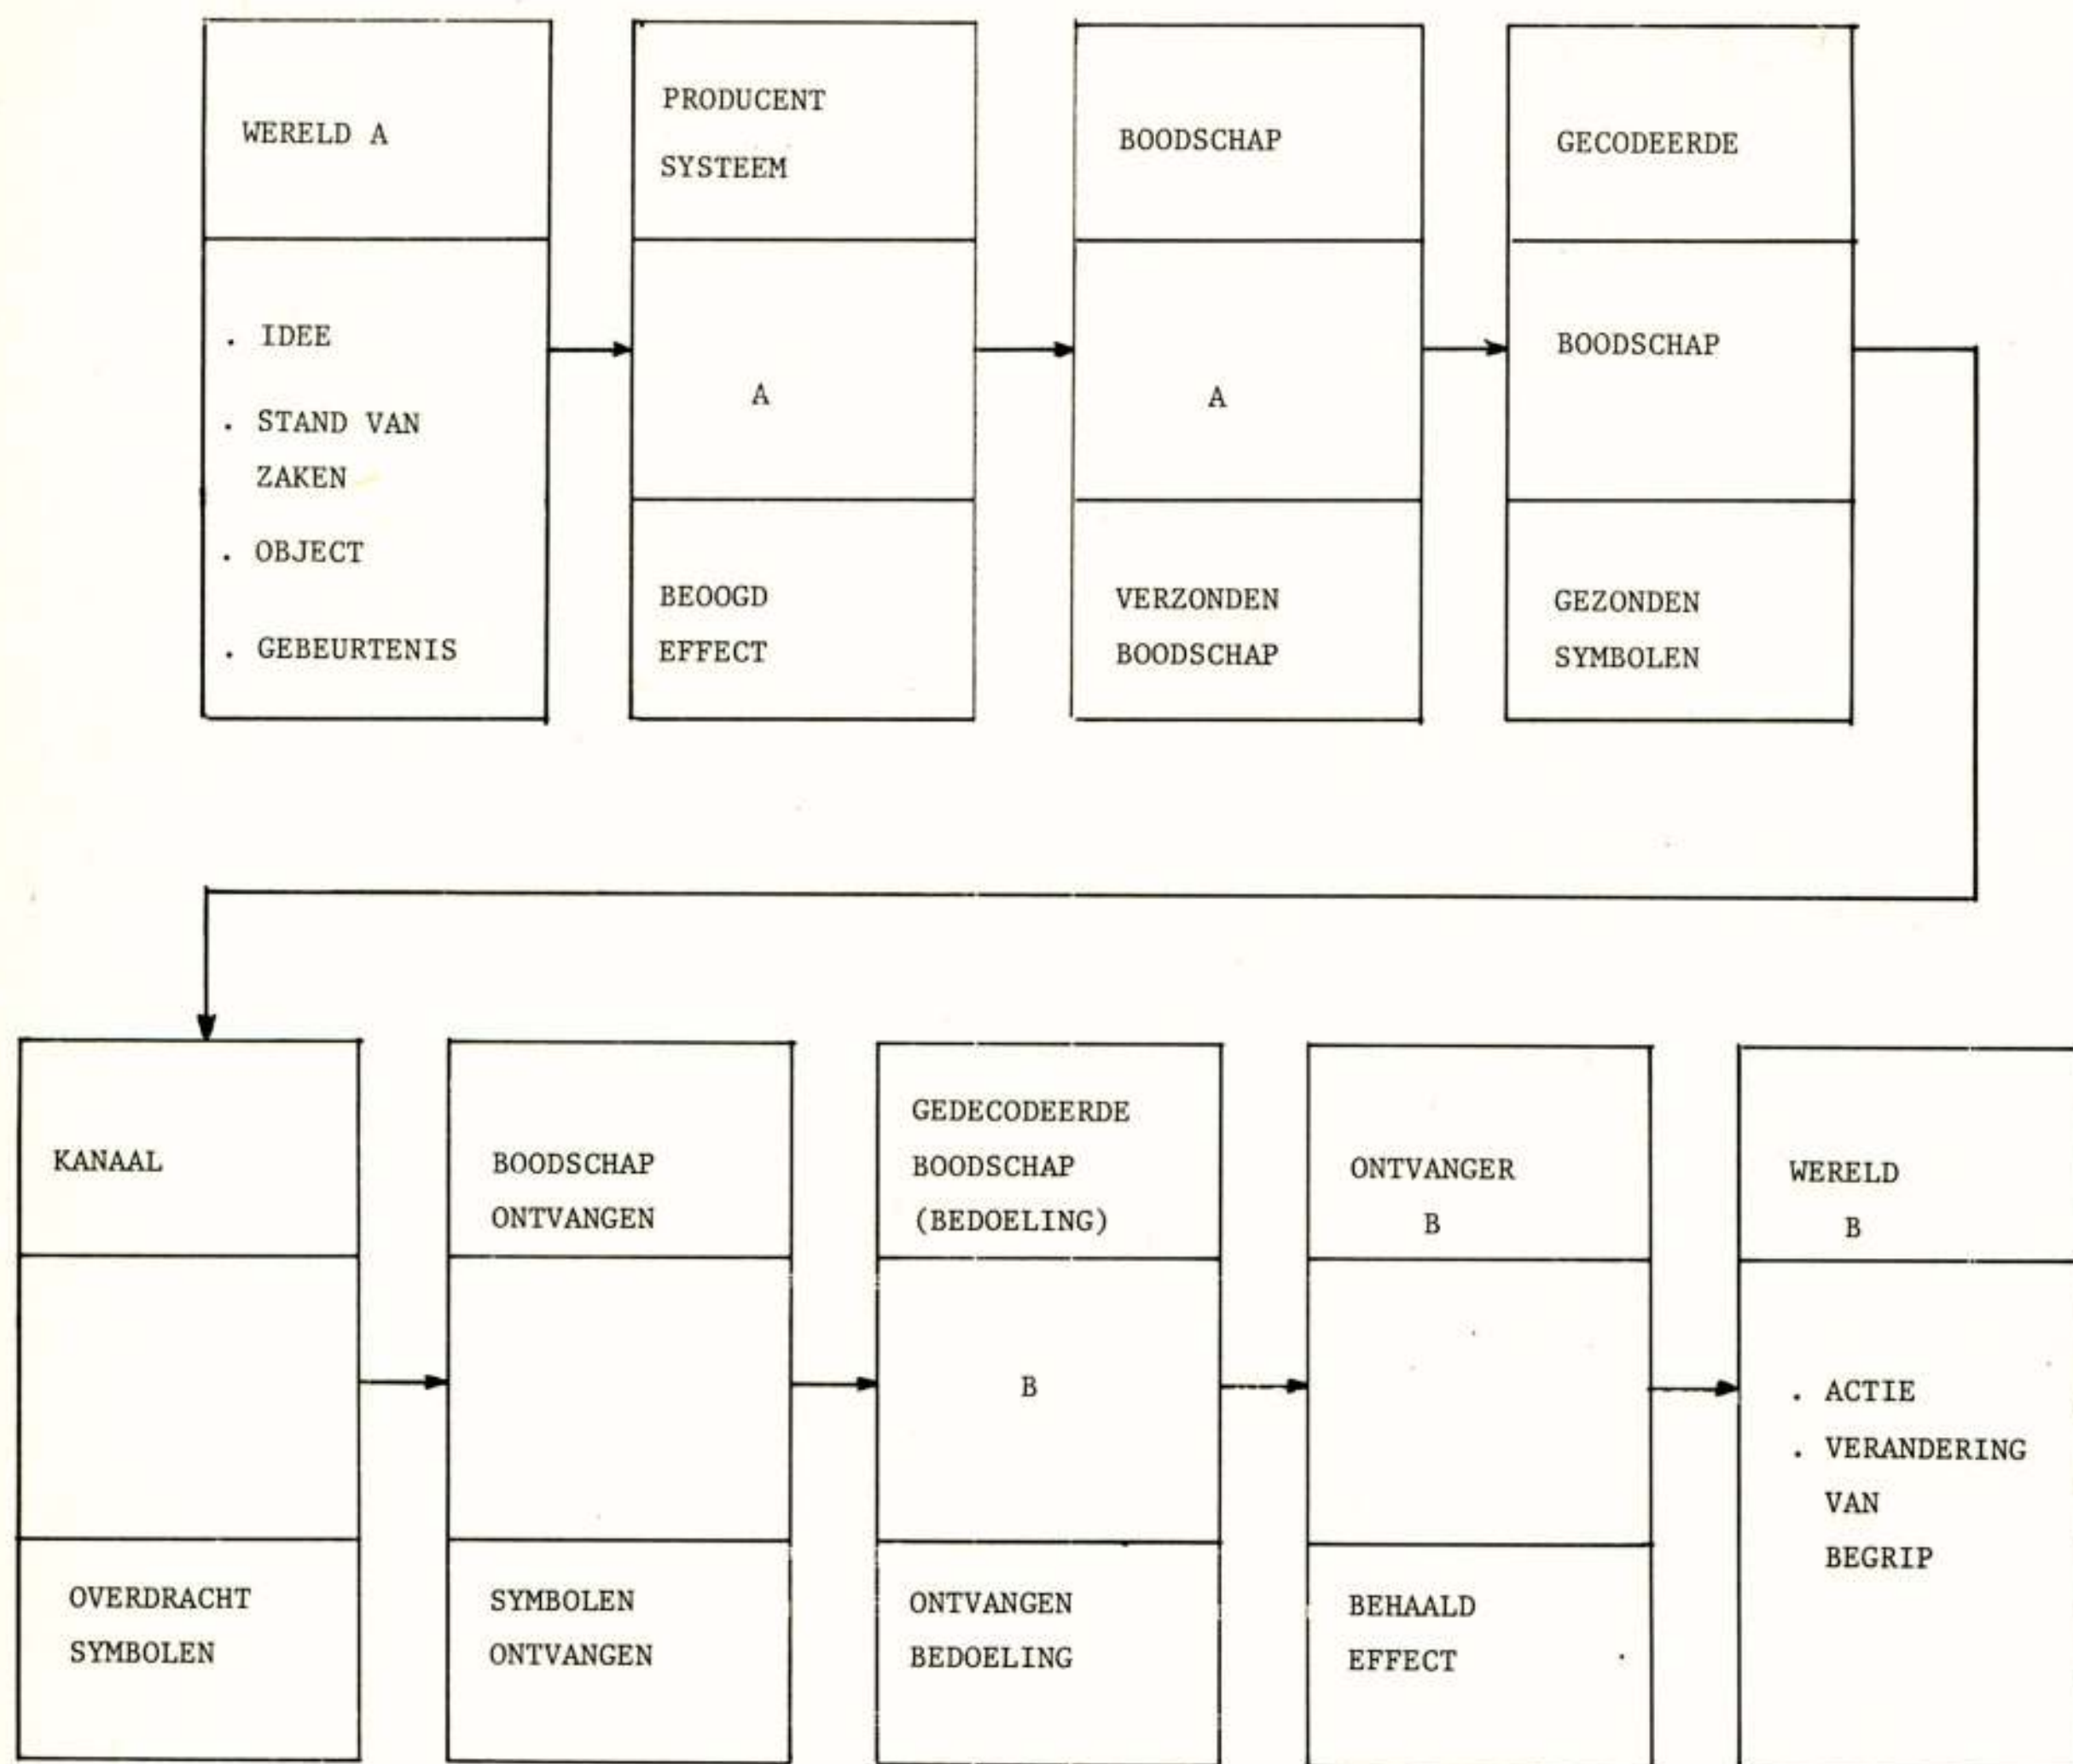 WERELD A
. IDEE
. STAND VAN
ZAKEN
. OBJECT
. GEBEURTENIS
PRODUCENT
SYSTEEM
A
BEOOGD
EFFECT
BOODSCHAP
A
VERZONDEN
BOODSCHAP
GECODEERDE
BOODSCHAP
GEZONDEN
SYMBOLEN
KANAAL
OVERDRACHT
SYMBOLEN
BOODSCHAP
ONTVANGEN
SYMBOLEN
ONTVANGEN
GEDECODEERDE
BOODSCHAP
(BEDOELING)
B
ONTVANGEN
BEDOELING
ONTVANGER
B
BEHAALD
EFFECT
WERELD
B
. ACTIE
. VERANDERING
VAN
BEGRIP